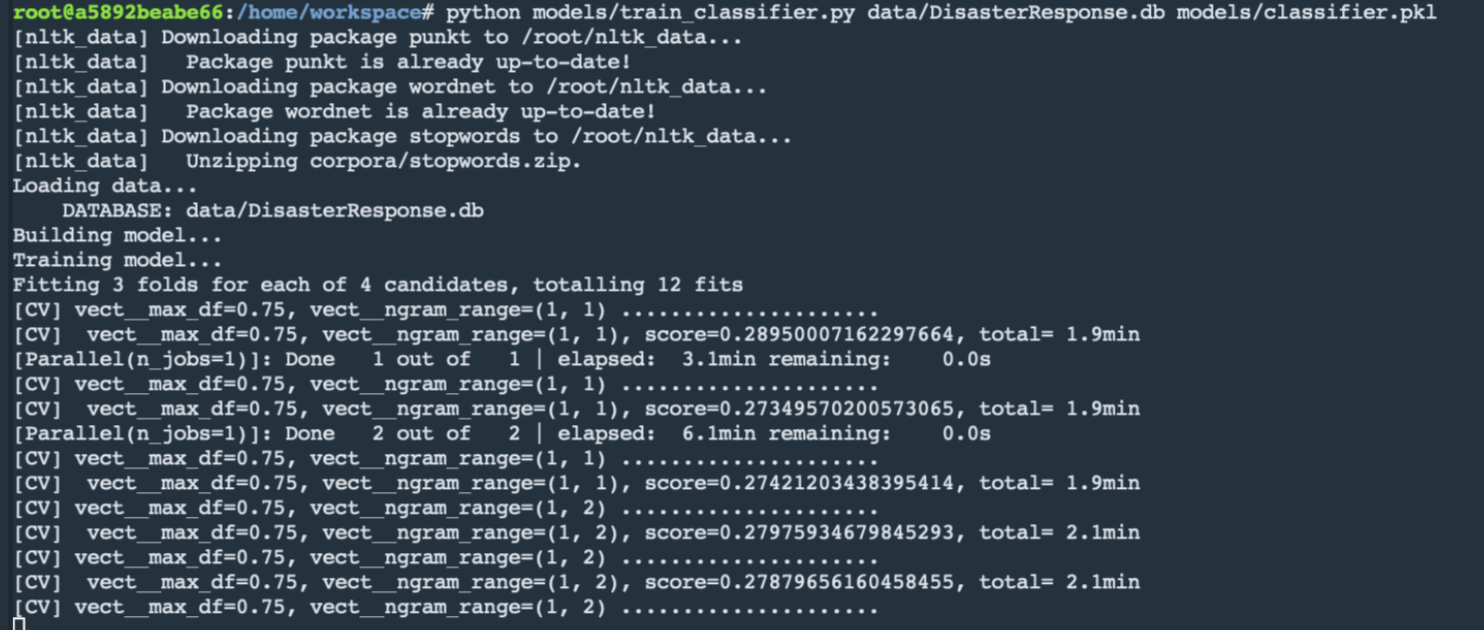 root@a5892beabe66:/home/workspace# python models/train_classifier.py data/DisasterResponse.db models/classifier.pkl
[nltk_data] Downloading package punkt to /root/nltk_data...
[nltk_data]   Package punkt is already up-to-date!
[nltk_data] Downloading package wordnet to /root/nltk_data...
[nltk_data]   Package wordnet is already up-to-date!
[nltk_data] Downloading package stopwords to /root/nltk_data...
[nltk_data]   Unzipping corpora/stopwords.zip.
Loading data...
    DATABASE: data/DisasterResponse.db
Building model...
Training model...
Fitting 3 folds for each of 4 candidates, totalling 12 fits
[CV] vect__max_df=0.75, vect__ngram_range=(1, 1) .....................
[CV]  vect__max_df=0.75, vect__ngram_range=(1, 1), score=0.28950007162297664, total= 1.9min
[Parallel(n_jobs=1)]: Done   1 out of   1 | elapsed:  3.1min remaining:    0.0s
[CV] vect__max_df=0.75, vect__ngram_range=(1, 1) .....................
[CV]  vect__max_df=0.75, vect__ngram_range=(1, 1), score=0.27349570200573065, total= 1.9min
[Parallel(n_jobs=1)]: Done   2 out of   2 | elapsed:  6.1min remaining:    0.0s
[CV] vect__max_df=0.75, vect__ngram_range=(1, 1) .....................
[CV]  vect__max_df=0.75, vect__ngram_range=(1, 1), score=0.27421203438395414, total= 1.9min
[CV] vect__max_df=0.75, vect__ngram_range=(1, 2) .....................
[CV]  vect__max_df=0.75, vect__ngram_range=(1, 2), score=0.27975934679845293, total= 2.1min
[CV] vect__max_df=0.75, vect__ngram_range=(1, 2) .....................
[CV]  vect__max_df=0.75, vect__ngram_range=(1, 2), score=0.27879656160458455, total= 2.1min
[CV] vect__max_df=0.75, vect__ngram_range=(1, 2) .....................